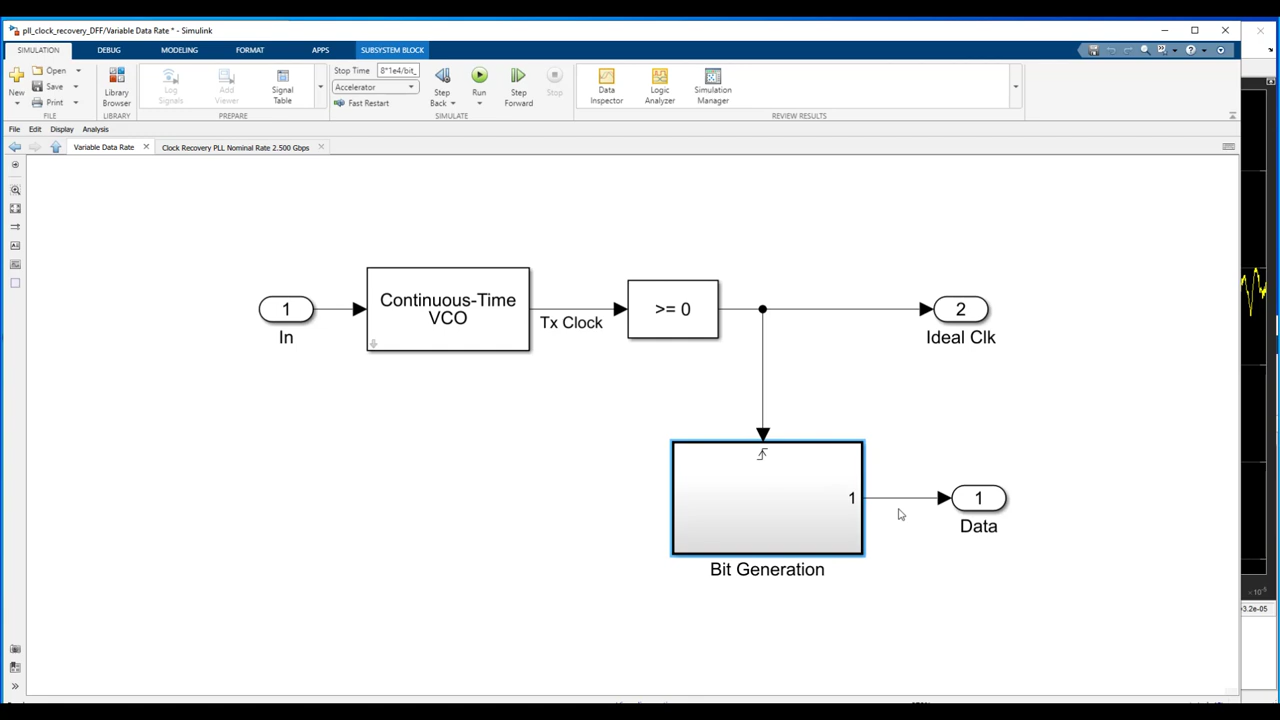 pll_clock_recovery_DFF/Variable Data Rate * - Simulink
SIMULATION DEBUG MODELING FORMAT APPS SUBSYSTEM BLOCK
New
Open
Save
Print
FILE
Library Browser
LIBRARY
Log Signals
Add Viewer
Signal Table
PREPARE
Stop Time 8*1e4/bit_
Accelerator
Fast Restart
Step Back
Run
Step Forward
Stop
SIMULATE
Data Inspector
Logic Analyzer
Simulation Manager
REVIEW RESULTS
File Edit Display Analysis
Variable Data Rate Clock Recovery PLL Nominal Rate 2.500 Gbps
1
In
Continuous-Time
VCO
Tx Clock
>= 0
2
Ideal Clk
1
Bit Generation
1
Data